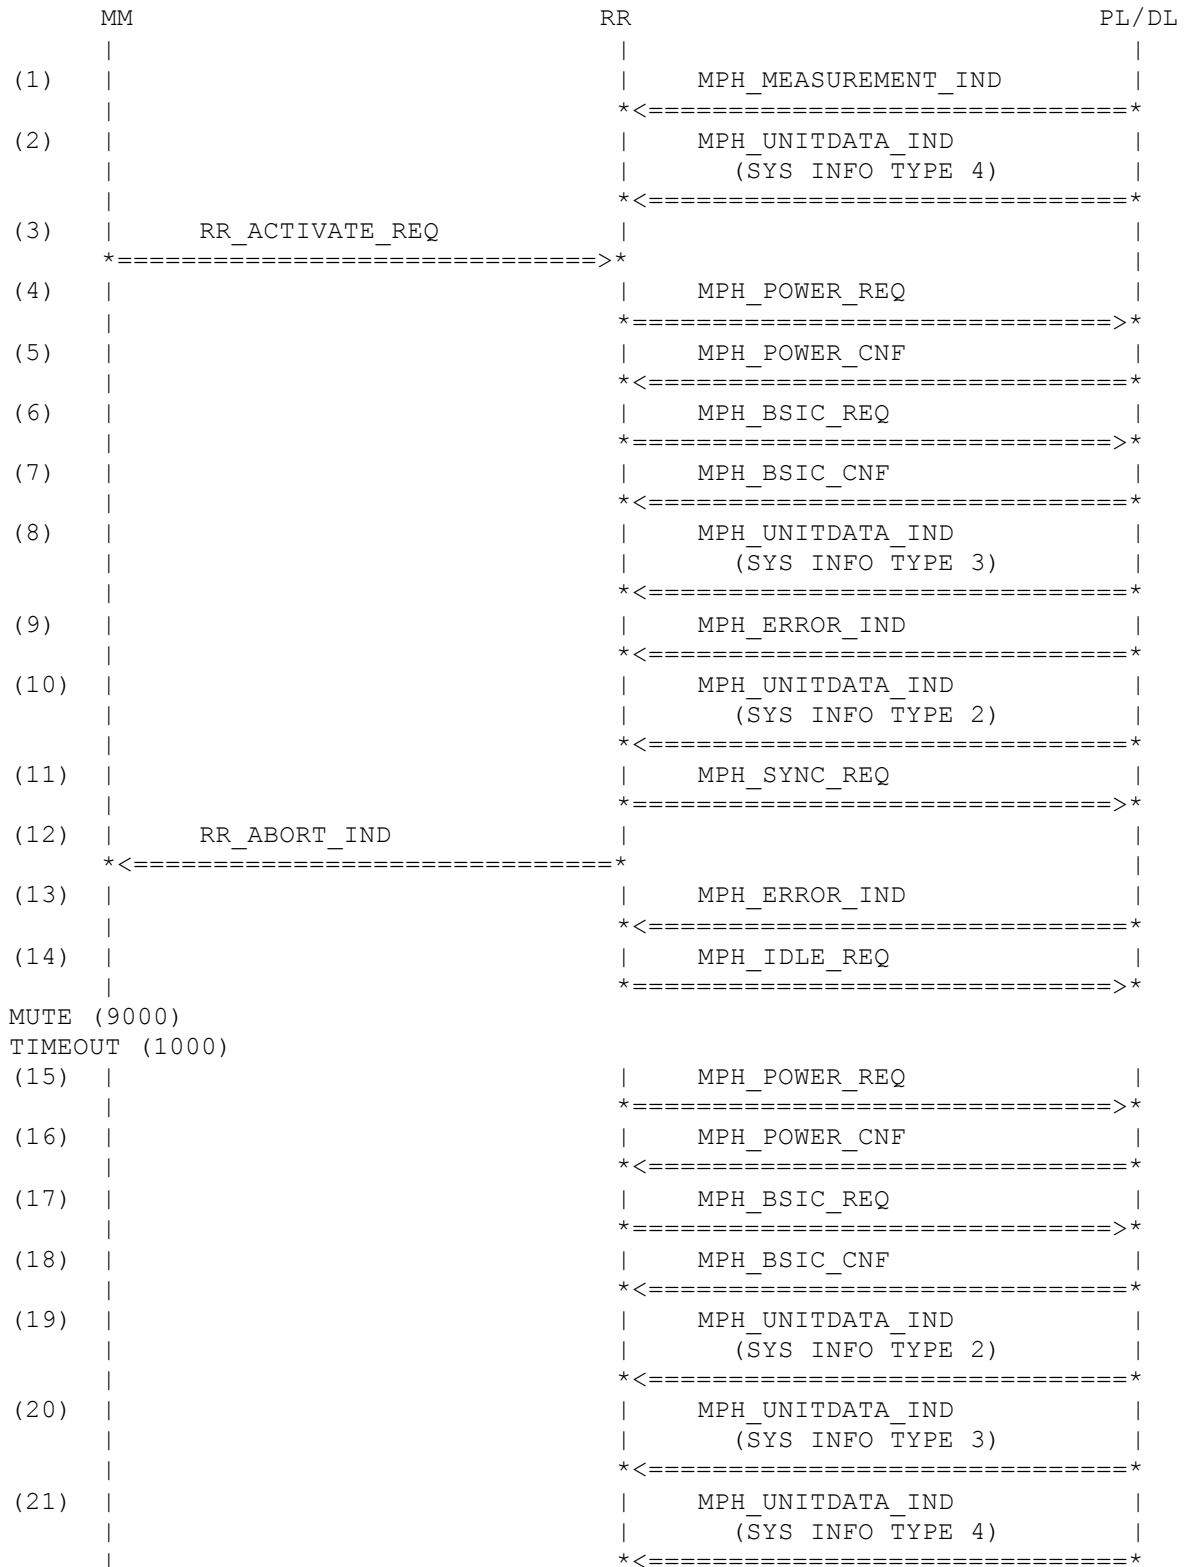 MM RR PL/DL
| | |
(1) | | MPH_MEASUREMENT_IND |
| *<==============================*
(2) | | MPH_UNITDATA_IND |
| | (SYS INFO TYPE 4) |
| *<==============================*
(3) | RR_ACTIVATE_REQ | |
*==============================>* |
(4) | | MPH_POWER_REQ |
| *==============================>*
(5) | | MPH_POWER_CNF |
| *<==============================*
(6) | | MPH_BSIC_REQ |
| *==============================>*
(7) | | MPH_BSIC_CNF |
| *<==============================*
(8) | | MPH_UNITDATA_IND |
| | (SYS INFO TYPE 3) |
| *<==============================*
(9) | | MPH_ERROR_IND |
| *<==============================*
(10) | | MPH_UNITDATA_IND |
| | (SYS INFO TYPE 2) |
| *<==============================*
(11) | | MPH_SYNC_REQ |
| *==============================>*
(12) | RR_ABORT_IND | |
*<==============================* |
(13) | | MPH_ERROR_IND |
| *<==============================*
(14) | | MPH_IDLE_REQ |
| *==============================>*
MUTE (9000)
TIMEOUT (1000)
(15) | | MPH_POWER_REQ |
| *==============================>*
(16) | | MPH_POWER_CNF |
| *<==============================*
(17) | | MPH_BSIC_REQ |
| *==============================>*
(18) | | MPH_BSIC_CNF |
| *<==============================*
(19) | | MPH_UNITDATA_IND |
| | (SYS INFO TYPE 2) |
| *<==============================*
(20) | | MPH_UNITDATA_IND |
| | (SYS INFO TYPE 3) |
| *<==============================*
(21) | | MPH_UNITDATA_IND |
| | (SYS INFO TYPE 4) |
| *<==============================*